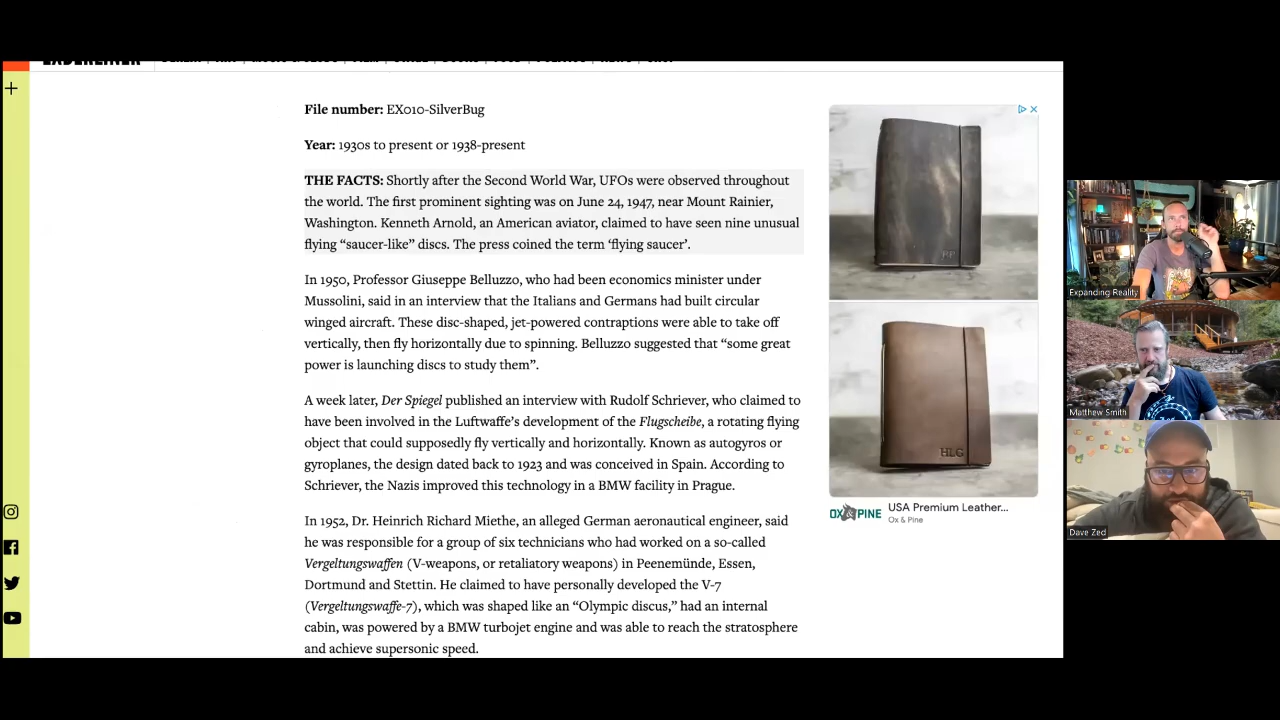 File number: EX010-SilverBug
Year: 1930s to present or 1938-present
THE FACTS: Shortly after the Second World War, UFOs were observed throughout
the world. The first prominent sighting was on June 24, 1947, near Mount Rainier,
Washington. Kenneth Arnold, an American aviator, claimed to have seen nine unusual
flying “saucer-like” discs. The press coined the term ‘flying saucer’.
In 1950, Professor Giuseppe Belluzzo, who had been economics minister under
Mussolini, said in an interview that the Italians and Germans had built circular
winged aircraft. These disc-shaped, jet-powered contraptions were able to take off
vertically, then fly horizontally due to spinning. Belluzzo suggested that “some great
power is launching discs to study them”.
A week later, Der Spiegel published an interview with Rudolf Schriever, who claimed to
have been involved in the Luftwaffe’s development of the Flugscheibe, a rotating flying
object that could supposedly fly vertically and horizontally. Known as autogyros or
gyroplanes, the design dated back to 1923 and was conceived in Spain. According to
Schriever, the Nazis improved this technology in a BMW facility in Prague.
In 1952, Dr. Heinrich Richard Miethe, an alleged German aeronautical engineer, said
he was responsible for a group of six technicians who had worked on a so-called
Vergeltungswaffen (V-weapons, or retaliatory weapons) in Peenemünde, Essen,
Dortmund and Stettin. He claimed to have personally developed the V-7
(Vergeltungswaffe-7), which was shaped like an “Olympic discus,” had an internal
cabin, was powered by a BMW turbojet engine and was able to reach the stratosphere
and achieve supersonic speed.
HLG
OX & PINE
USA Premium Leather...
Ox & Pine
Expanding Reality
Matthew Smith
Dave Zed